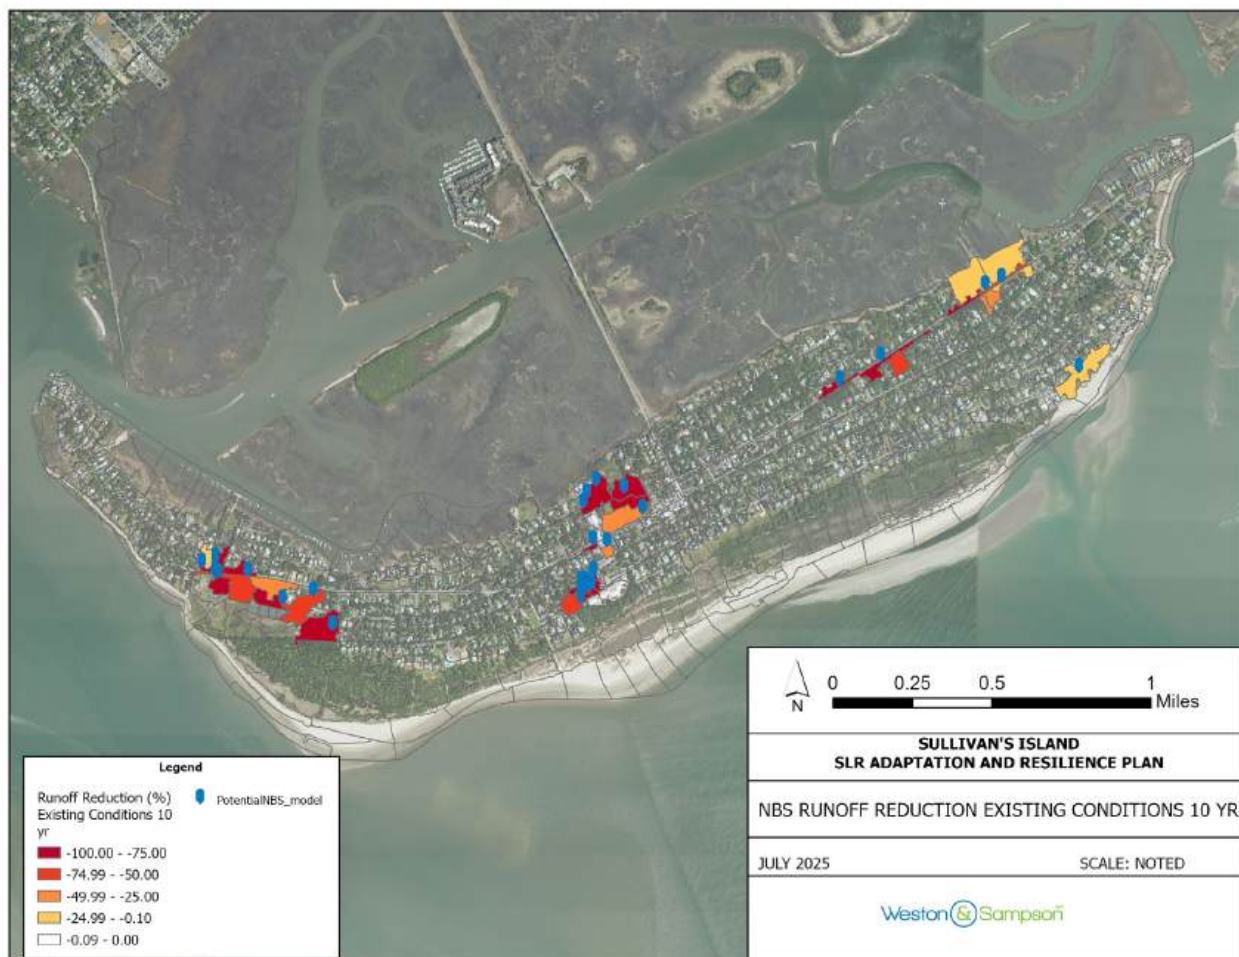 N
0 0.25 0.5 1
Miles
SULLIVAN'S ISLAND
SLR ADAPTATION AND RESILIENCE PLAN
NBS RUNOFF REDUCTION EXISTING CONDITIONS 10 YR
JULY 2025 SCALE: NOTED
Weston & Sampson
Legend
Runoff Reduction (%)
Existing Conditions 10
yr
PotentialNBS_model
-100.00 - -75.00
-74.99 - -50.00
-49.99 - -25.00
-24.99 - -0.10
-0.09 - 0.00